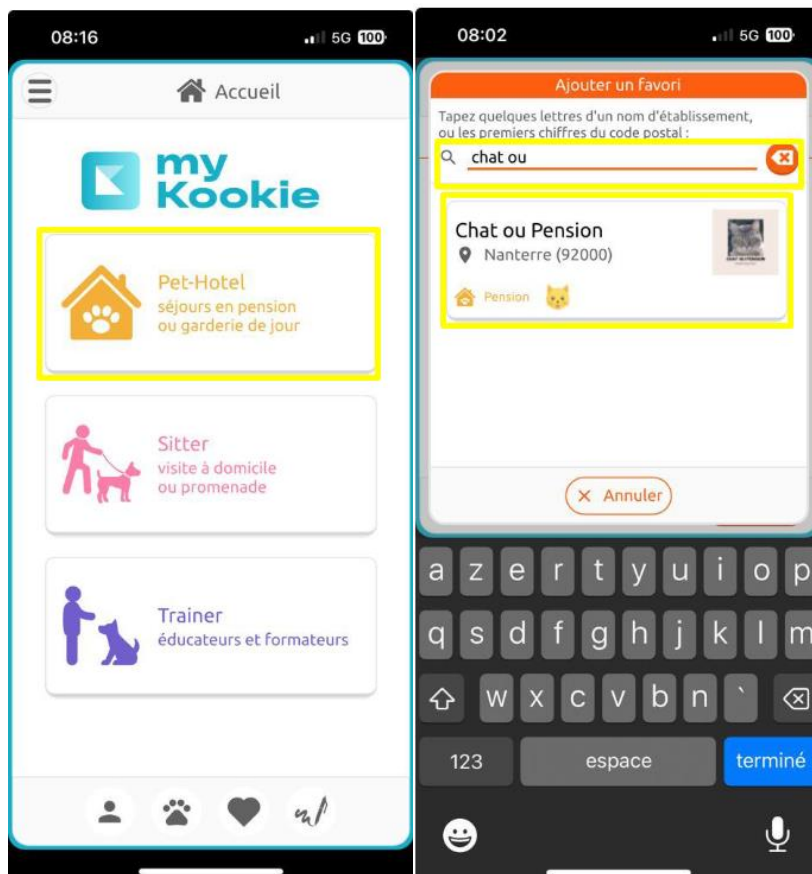 08:16
5G 100
Accueil
my
Kookie
Pet-Hotel
séjours en pension
ou garderie de jour
Sitter
visite à domicile
ou promenade
Trainer
éducateurs et formateurs
08:02
5G 100
Ajouter un favori
Tapez quelques lettres d'un nom d'établissement,
ou les premiers chiffres du code postal :
chat ou
Chat ou Pension
Nanterre (92000)
CHAT OU PENSION
Pension
× Annuler
a z e r t y u i o p
q s d f g h j k l m
w x c v b n `
123 espace terminé